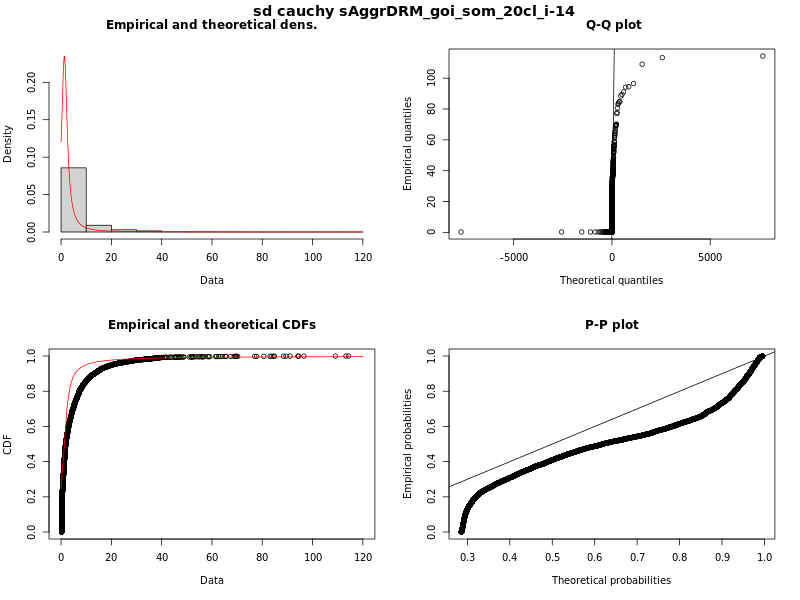 sd cauchy sAggrDRM_goi_som_20cl_i-14
Empirical and theoretical dens.
Density
0.00 0.05 0.10 0.15 0.20
0 20 40 60 80 100 120
Data
Q-Q plot
Empirical quantiles
0 20 40 60 80 100
-5000 0 5000
Theoretical quantiles
Empirical and theoretical CDFs
CDF
0.0 0.2 0.4 0.6 0.8 1.0
0 20 40 60 80 100 120
Data
P-P plot
Empirical probabilities
0.0 0.2 0.4 0.6 0.8 1.0
0.3 0.4 0.5 0.6 0.7 0.8 0.9 1.0
Theoretical probabilities